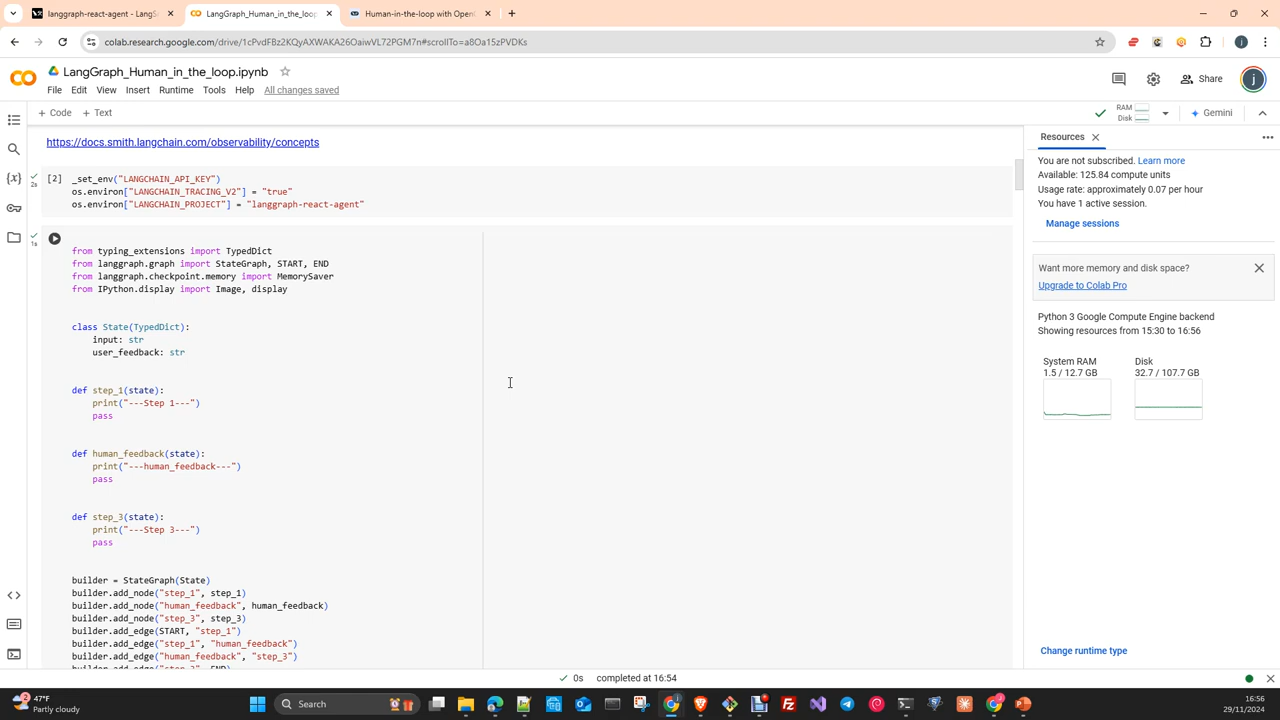 langgraph-react-agent - LangS
LangGraph_Human_in_the_loop
Human-in-the-loop with Open
colab.research.google.com/drive/1cPvdFBz2KQyAXWAKA26OaiwVL72PGM7n#scrollTo=a8Oa15zPVDKs
LangGraph_Human_in_the_loop.ipynb
File Edit View Insert Runtime Tools Help All changes saved
Share
j
+ Code + Text
RAM
Disk
Gemini
https://docs.smith.langchain.com/observability/concepts
[2] _set_env("LANGCHAIN_API_KEY")
2s
os.environ["LANGCHAIN_TRACING_V2"] = "true"
os.environ["LANGCHAIN_PROJECT"] = "langgraph-react-agent"
1s
from typing_extensions import TypedDict
from langgraph.graph import StateGraph, START, END
from langgraph.checkpoint.memory import MemorySaver
from IPython.display import Image, display
class State(TypedDict):
input: str
user_feedback: str
def step_1(state):
print("---Step 1---")
pass
def human_feedback(state):
print("---human_feedback---")
pass
def step_3(state):
print("---Step 3---")
pass
builder = StateGraph(State)
builder.add_node("step_1", step_1)
builder.add_node("human_feedback", human_feedback)
builder.add_node("step_3", step_3)
builder.add_edge(START, "step_1")
builder.add_edge("step_1", "human_feedback")
builder.add_edge("human_feedback", "step_3")
builder.add_edge("step_3", END)
Resources
You are not subscribed. Learn more
Available: 125.84 compute units
Usage rate: approximately 0.07 per hour
You have 1 active session.
Manage sessions
Want more memory and disk space?
Upgrade to Colab Pro
Python 3 Google Compute Engine backend
Showing resources from 15:30 to 16:56
System RAM
1.5 / 12.7 GB
Disk
32.7 / 107.7 GB
Change runtime type
0s completed at 16:54
47°F
Partly cloudy
Search
16:56
29/11/2024